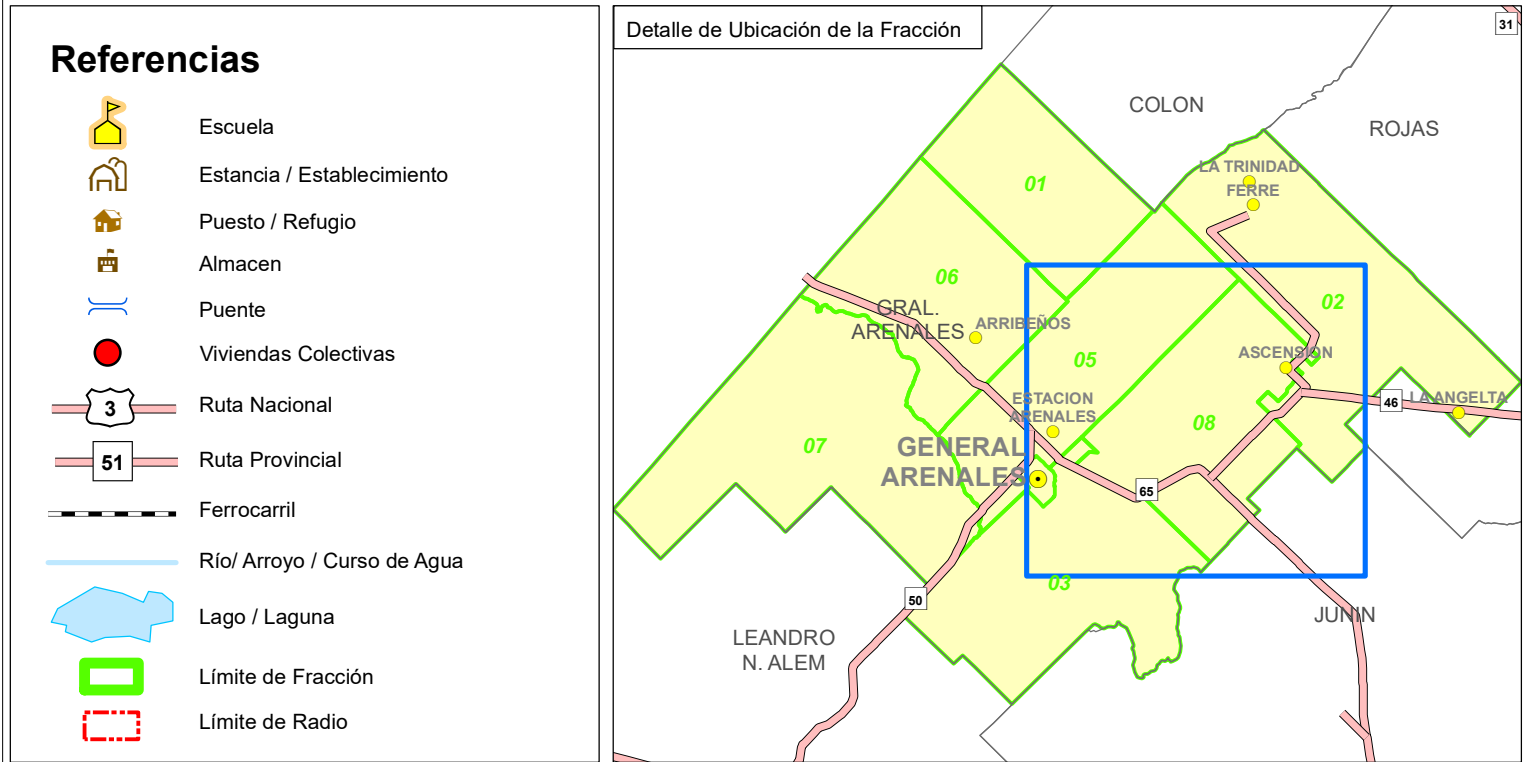 Referencias
Escuela
Estancia / Establecimiento
Puesto / Refugio
Almacen
Puente
Viviendas Colectivas
3
Ruta Nacional
51
Ruta Provincial
Ferrocarril
Río/ Arroyo / Curso de Agua
Lago / Laguna
Límite de Fracción
Límite de Radio
Detalle de Ubicación de la Fracción
31
COLON
ROJAS
LA TRINIDAD
FERRE
01
06
02
GRAL.
ARENALES
ARRIBEÑOS
05
ASCENSION
ESTACION
ARENALES
46
LA ANGELTA
08
07
GENERAL
ARENALES
65
03
50
JUNIN
LEANDRO
N. ALEM